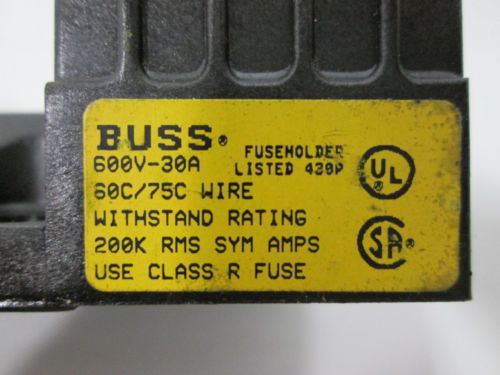 BUSS®
600V-30A FUSEHOLDER
LISTED 439P
UL®
60C/75C WIRE
WITHSTAND RATING
200K RMS SYM AMPS
SA®
USE CLASS R FUSE